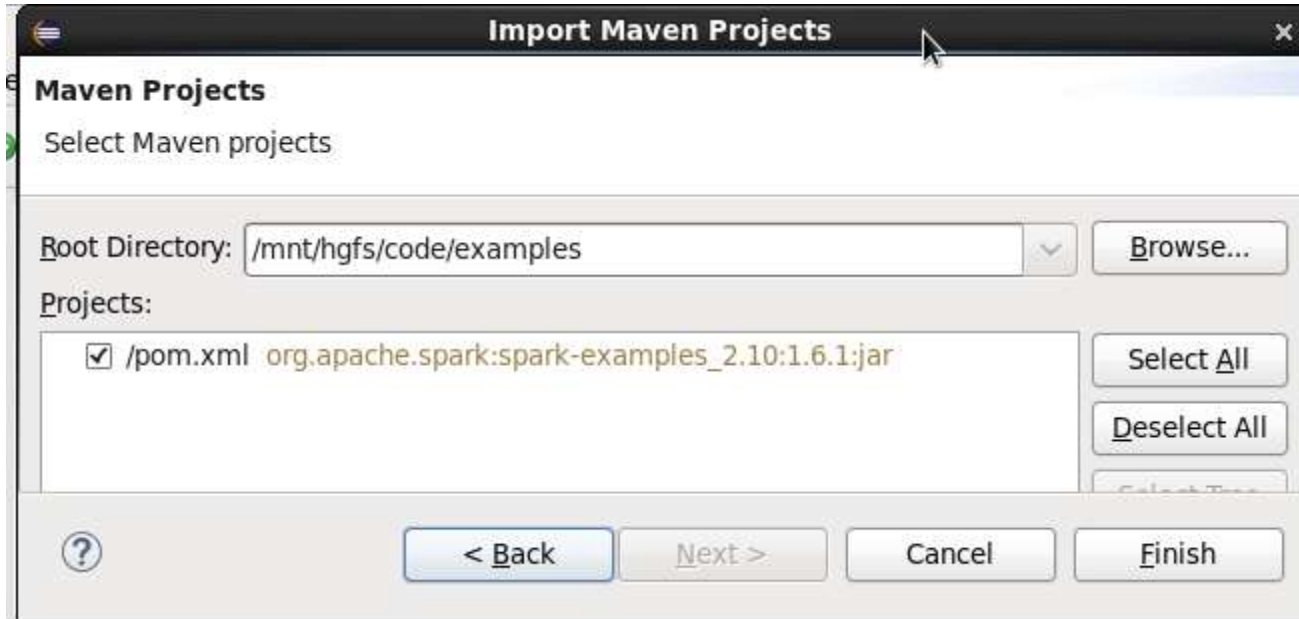 Import Maven Projects
Maven Projects
Select Maven projects
Root Directory: /mnt/hgfs/code/examples Browse...
Projects:
/pom.xml org.apache.spark:spark-examples_2.10:1.6.1:jar
Select All
Deselect All
< Back Next > Cancel Finish